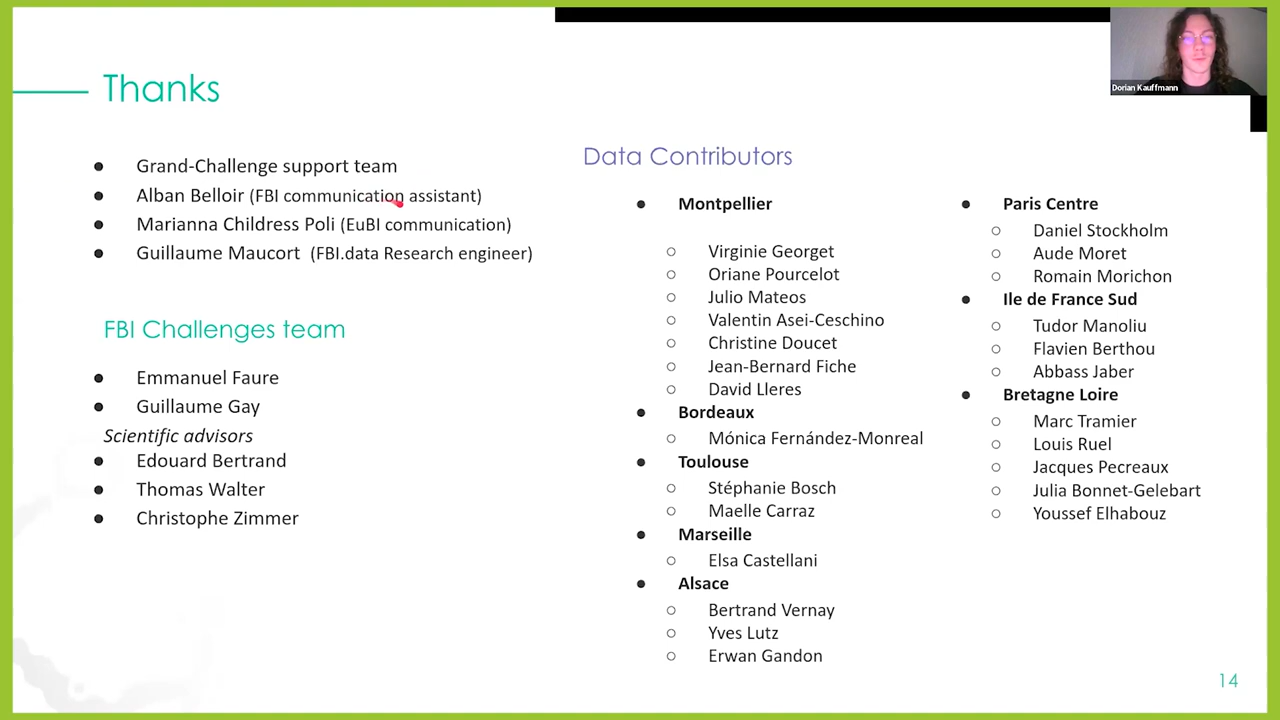 Thanks
Grand-Challenge support team
Alban Belloir (FBI communication assistant)
Marianna Childress Poli (EuBI communication)
Guillaume Maucort (FBI.data Research engineer)
FBI Challenges team
Emmanuel Faure
Guillaume Gay
Scientific advisors
Edouard Bertrand
Thomas Walter
Christophe Zimmer
Data Contributors
Montpellier
Virginie Georget
Oriane Pourcelot
Julio Mateos
Valentin Asei-Ceschino
Christine Doucet
Jean-Bernard Fiche
David Lleres
Bordeaux
Mónica Fernández-Monreal
Toulouse
Stéphanie Bosch
Maelle Carraz
Marseille
Elsa Castellani
Alsace
Bertrand Vernay
Yves Lutz
Erwan Gandon
Paris Centre
Daniel Stockholm
Aude Moret
Romain Morichon
Ile de France Sud
Tudor Manoliu
Flavien Berthou
Abbass Jaber
Bretagne Loire
Marc Tramier
Louis Ruel
Jacques Pecreaux
Julia Bonnet-Gelebart
Youssef Elhabouz
Dorian Kauffmann
14